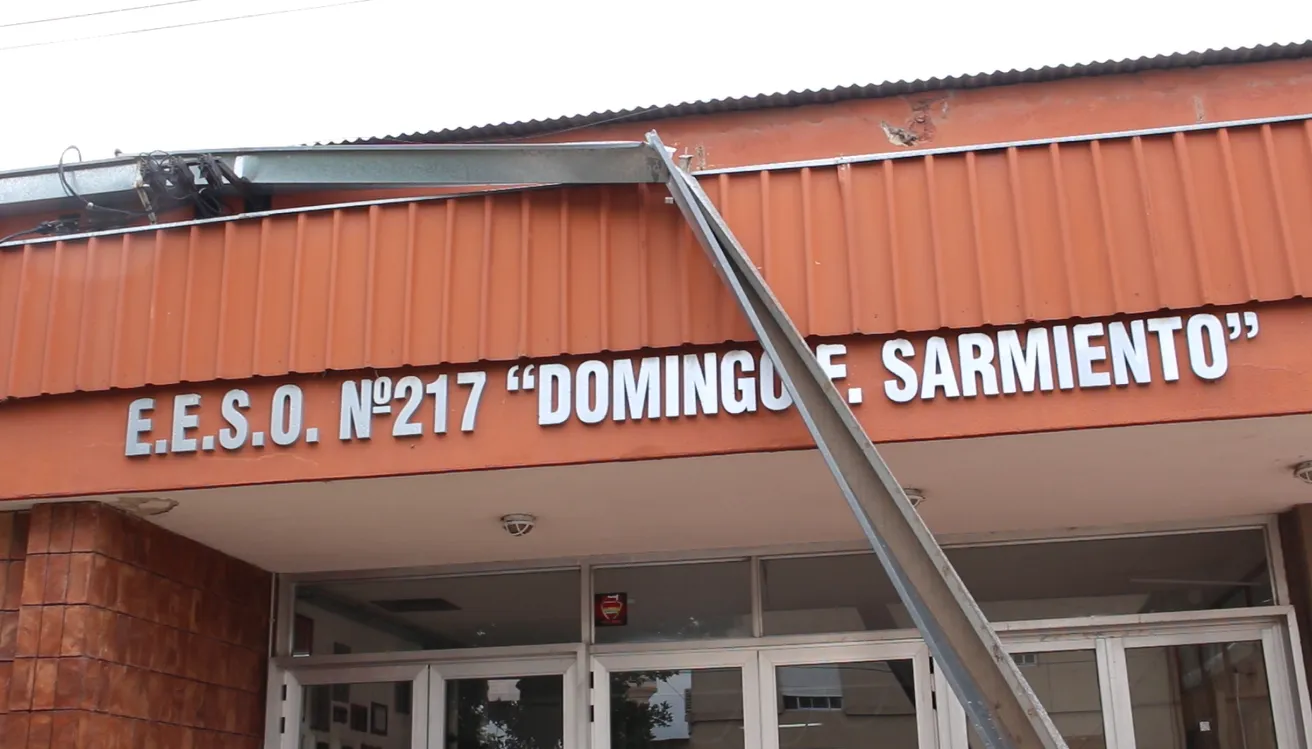 E.E.S.O. Nº217 “DOMINGO F. SARMIENTO”